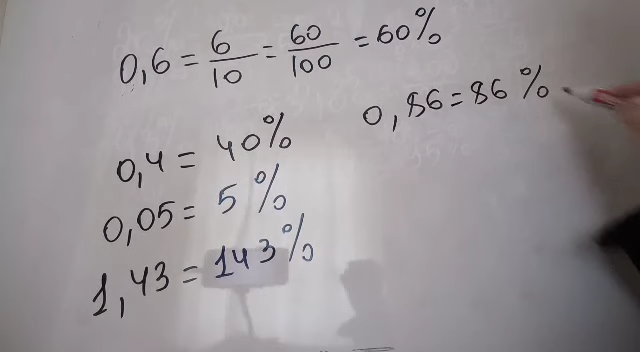 0,6 = 6/10 = 60/100 = 60%
0,86 = 86%
0,4 = 40%
0,05 = 5%
1,43 = 143%